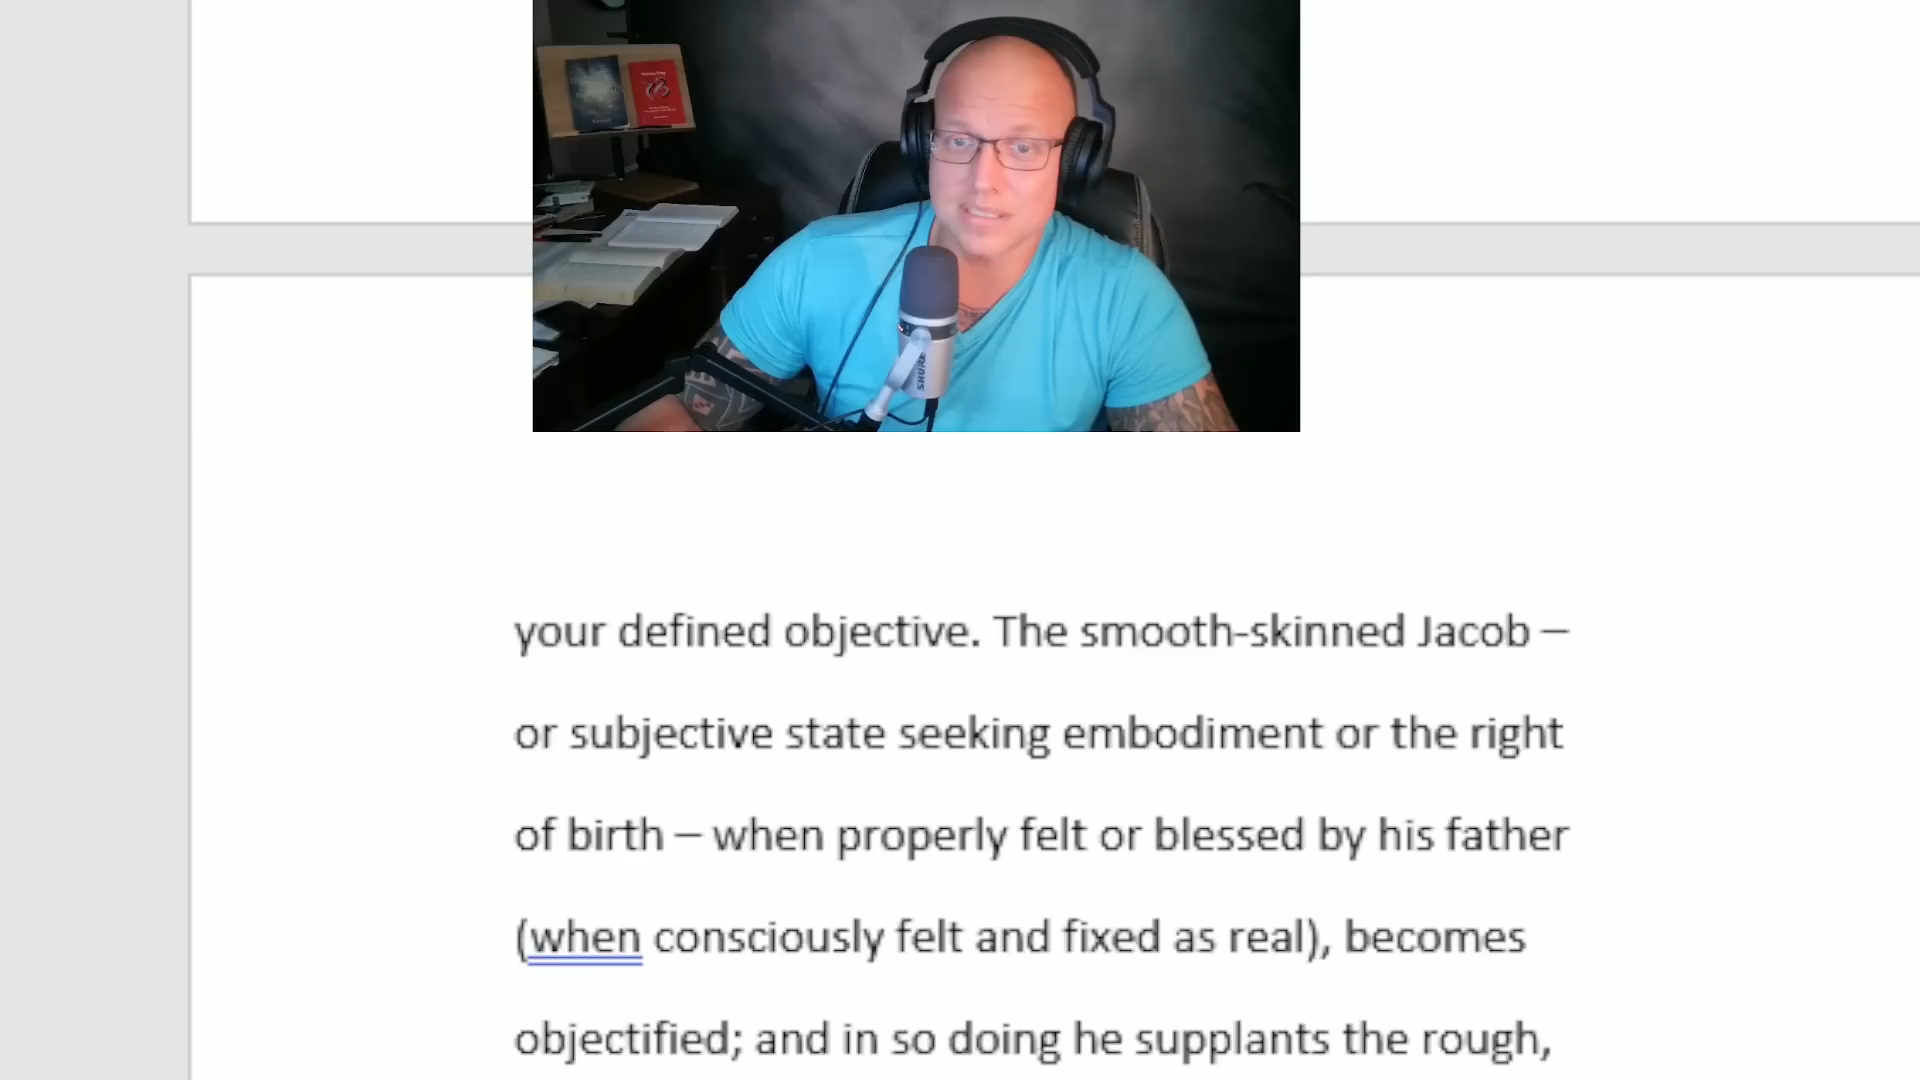 SHURE
your defined objective. The smooth-skinned Jacob –
or subjective state seeking embodiment or the right
of birth – when properly felt or blessed by his father
(when consciously felt and fixed as real), becomes
objectified; and in so doing he supplants the rough,